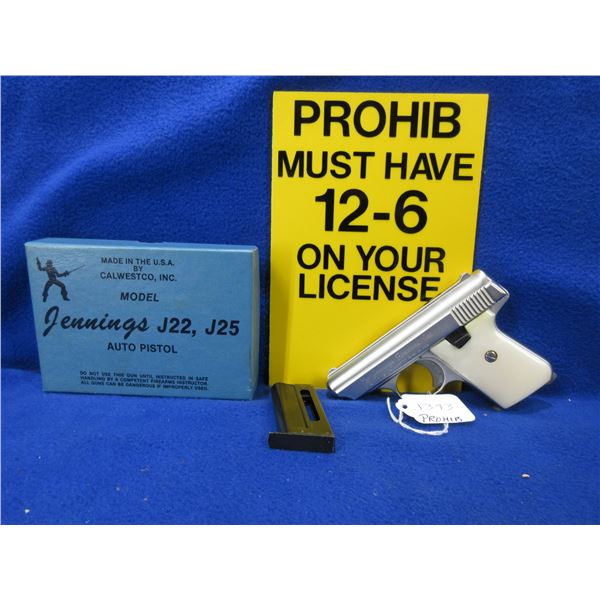 PROHIB
MUST HAVE
12-6
ON YOUR
LICENSE
MADE IN THE U.S.A.
BY
CALWESTCO, INC.
MODEL
Jennings J22, J25
AUTO PISTOL
DO NOT USE THIS GUN UNTIL INSTRUCTED IN SAFE
HANDLING BY A COMPETENT FIREARMS INSTRUCTOR.
ALL GUNS CAN BE DANGEROUS IF IMPROPERLY USED.
1393
PROHIB